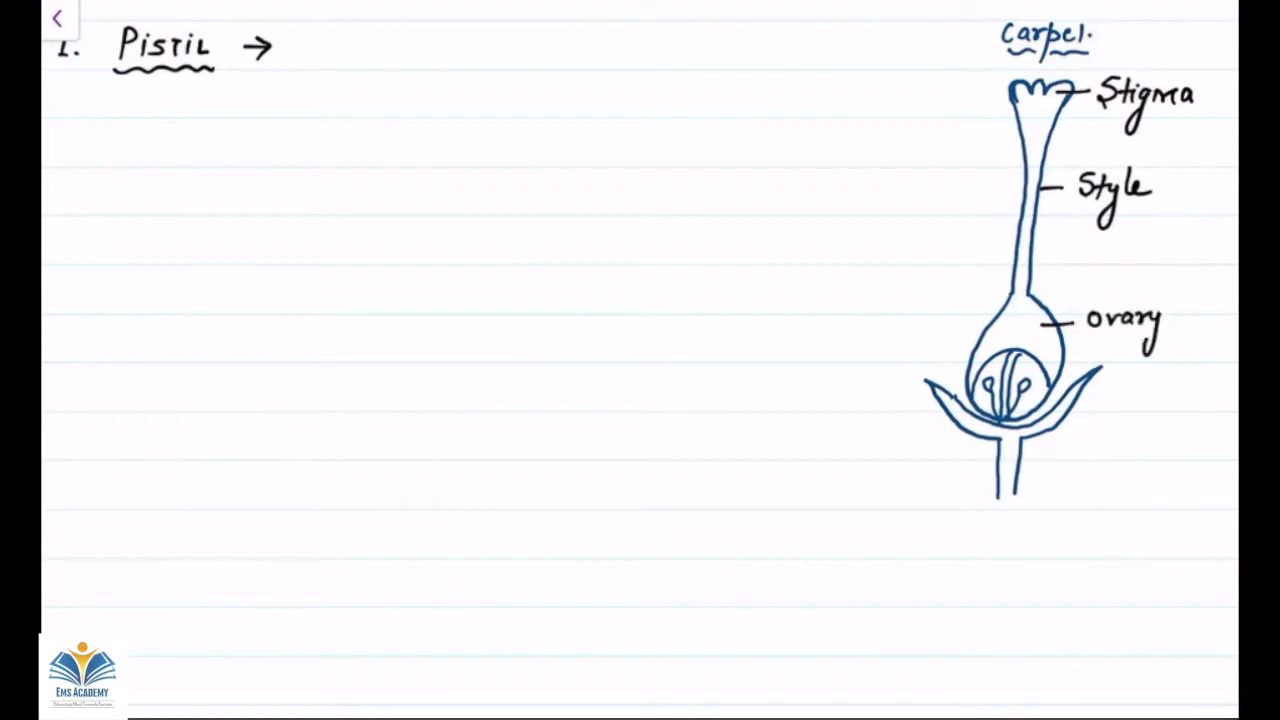 1. Pistil →
Carpel.
Stigma
Style
Ovary
EMS ACADEMY